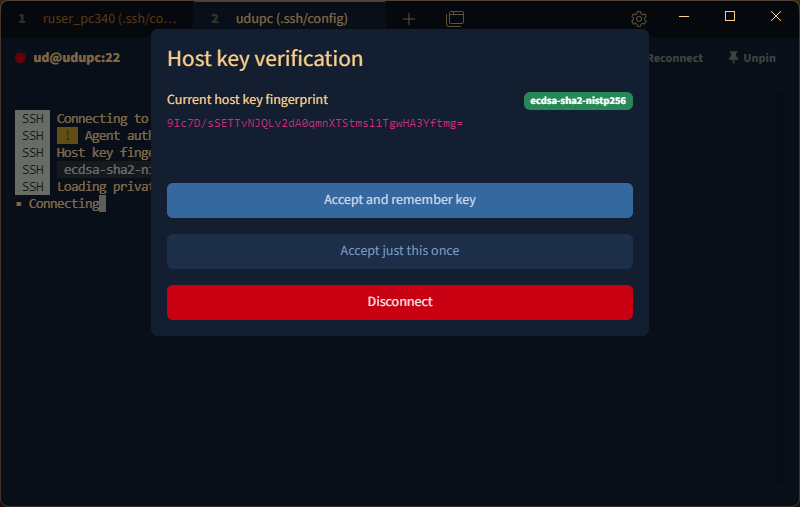 1 ruser_pc340 (.ssh/co...
2 udupc (.ssh/config)
ud@udupc:22
Reconnect
Unpin
Host key verification
Current host key fingerprint
ecdsa-sha2-nistp256
9Ic7D/sSETTvNJQLv2dA0qmnXTStmsl1TgwHA3Yftmg=
SSH Connecting to
SSH ! Agent auth
SSH Host key finge
SSH ecdsa-sha2-ni
SSH Loading privat
Connecting
Accept and remember key
Accept just this once
Disconnect